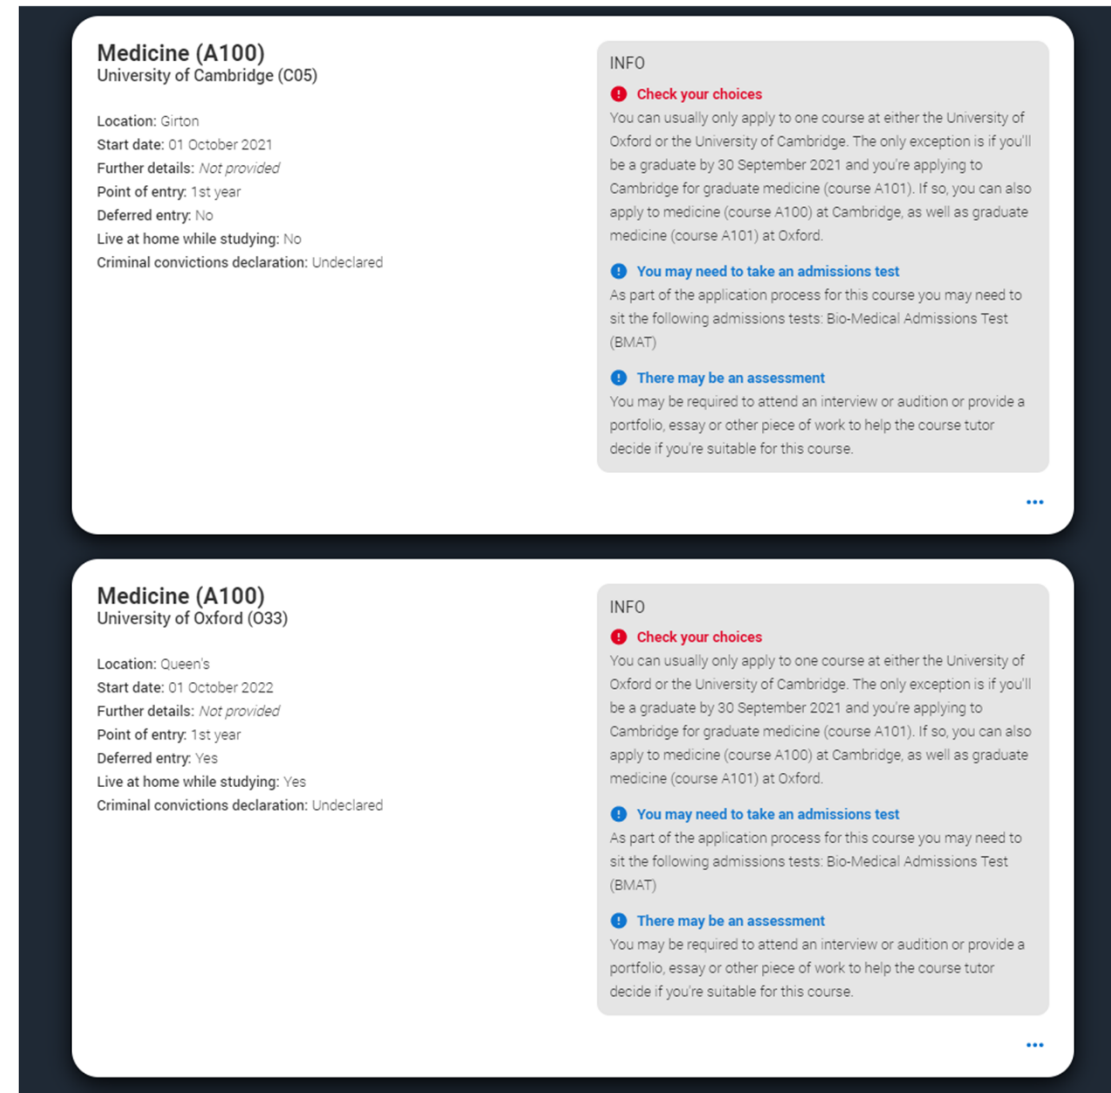 Medicine (A100)
University of Cambridge (C05)
Location: Girton
Start date: 01 October 2021
Further details: Not provided
Point of entry: 1st year
Deferred entry: No
Live at home while studying: No
Criminal convictions declaration: Undeclared
INFO
Check your choices
You can usually only apply to one course at either the University of
Oxford or the University of Cambridge. The only exception is if you'll
be a graduate by 30 September 2021 and you're applying to
Cambridge for graduate medicine (course A101). If so, you can also
apply to medicine (course A100) at Cambridge, as well as graduate
medicine (course A101) at Oxford.
You may need to take an admissions test
As part of the application process for this course you may need to
sit the following admissions tests: Bio-Medical Admissions Test
(BMAT)
There may be an assessment
You may be required to attend an interview or audition or provide a
portfolio, essay or other piece of work to help the course tutor
decide if you're suitable for this course.
Medicine (A100)
University of Oxford (O33)
Location: Queen's
Start date: 01 October 2022
Further details: Not provided
Point of entry: 1st year
Deferred entry: Yes
Live at home while studying: Yes
Criminal convictions declaration: Undeclared
INFO
Check your choices
You can usually only apply to one course at either the University of
Oxford or the University of Cambridge. The only exception is if you'll
be a graduate by 30 September 2021 and you're applying to
Cambridge for graduate medicine (course A101). If so, you can also
apply to medicine (course A100) at Cambridge, as well as graduate
medicine (course A101) at Oxford.
You may need to take an admissions test
As part of the application process for this course you may need to
sit the following admissions tests: Bio-Medical Admissions Test
(BMAT)
There may be an assessment
You may be required to attend an interview or audition or provide a
portfolio, essay or other piece of work to help the course tutor
decide if you're suitable for this course.